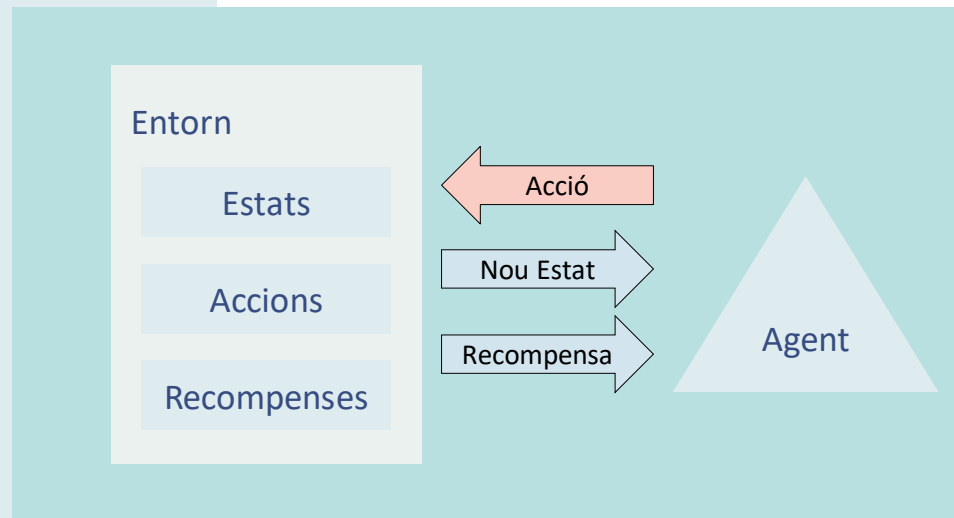 Entorn
Estats
Accions
Recompenses
Acció
Nou Estat
Recompensa
Agent